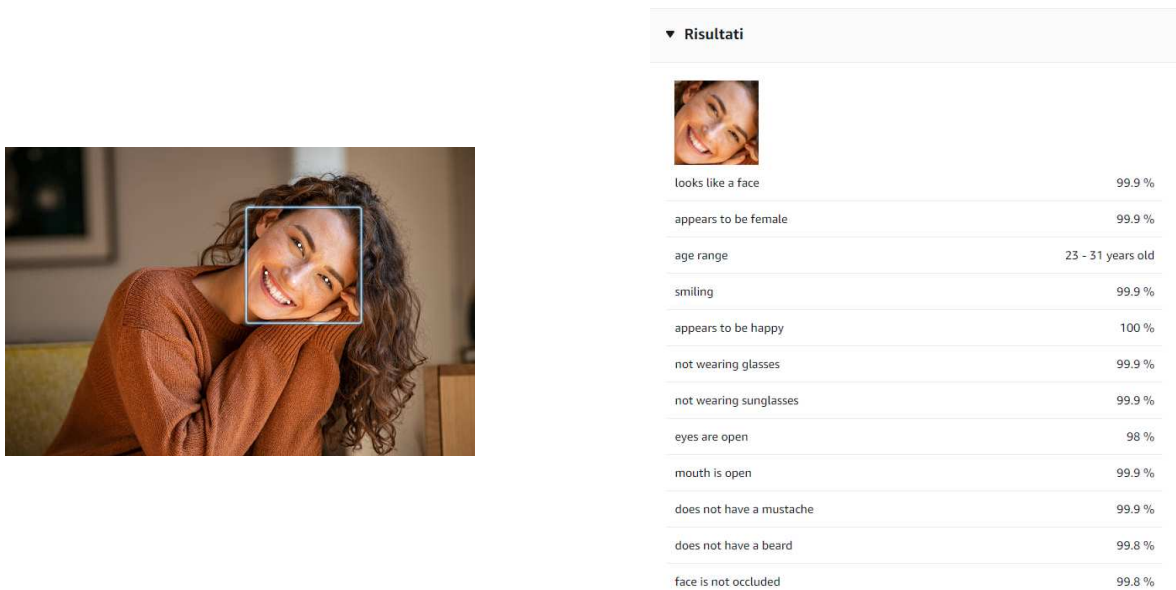 ▼ Risultati
looks like a face 99.9 %
appears to be female 99.9 %
age range 23 - 31 years old
smiling 99.9 %
appears to be happy 100 %
not wearing glasses 99.9 %
not wearing sunglasses 99.9 %
eyes are open 98 %
mouth is open 99.9 %
does not have a mustache 99.9 %
does not have a beard 99.8 %
face is not occluded 99.8 %